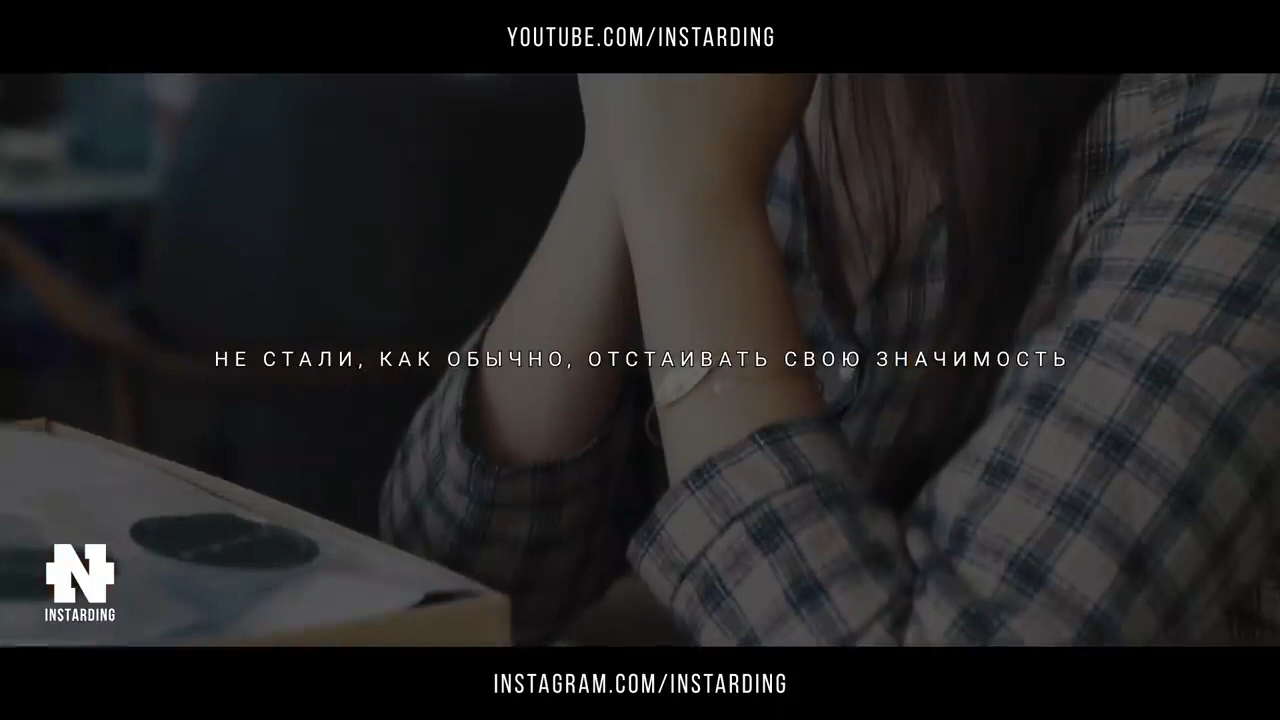 YOUTUBE.COM/INSTARDING
НЕ СТАЛИ, КАК ОБЫЧНО, ОТСТАИВАТЬ СВОЮ ЗНАЧИМОСТЬ
N
INSTARDING
INSTAGRAM.COM/INSTARDING